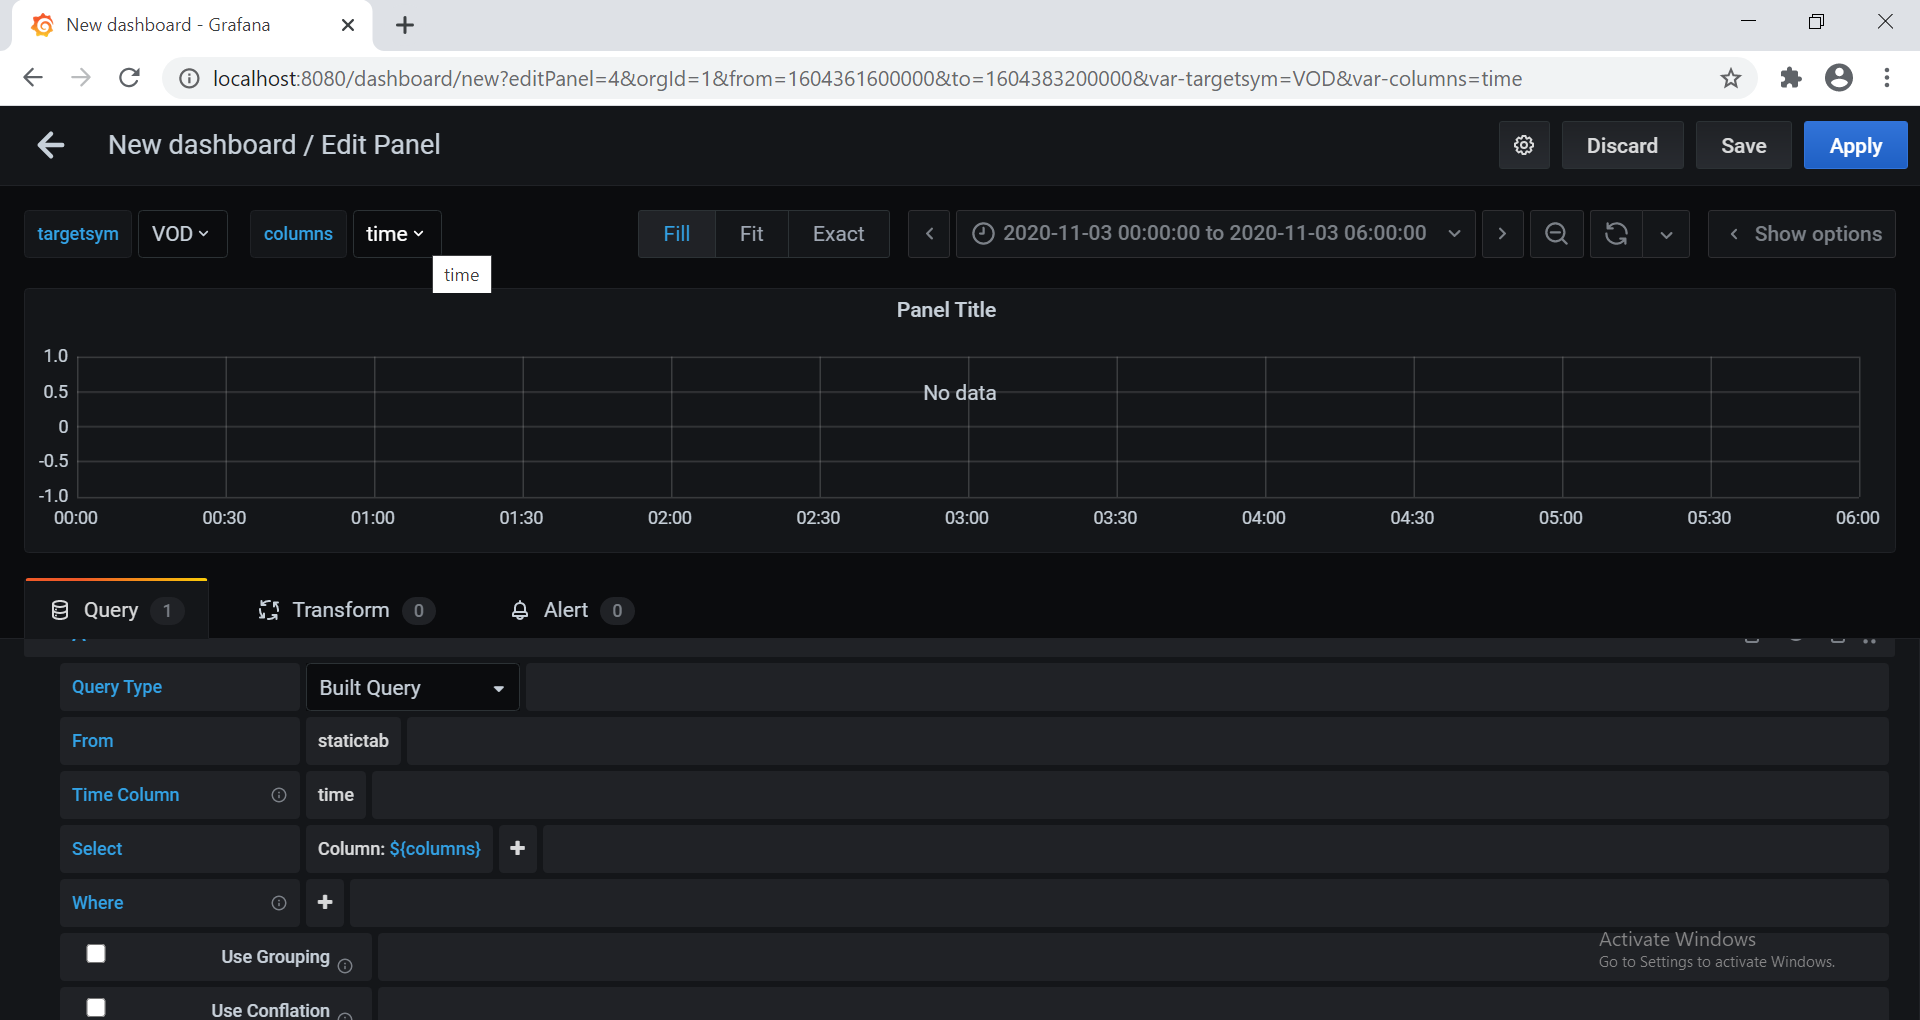 New dashboard - Grafana
localhost:8080/dashboard/new?editPanel=4&orgId=1&from=1604361600000&to=1604383200000&var-targetsym=VOD&var-columns=time
New dashboard / Edit Panel
Discard
Save
Apply
targetsym
VOD
columns
time
Fill
Fit
Exact
2020-11-03 00:00:00 to 2020-11-03 06:00:00
Show options
time
Panel Title
1.0
0.5
0
-0.5
-1.0
No data
00:00 00:30 01:00 01:30 02:00 02:30 03:00 03:30 04:00 04:30 05:00 05:30 06:00
Query 1
Transform 0
Alert 0
Query Type
Built Query
From
statictab
Time Column
time
Select
Column: ${columns}
Where
Use Grouping
Use Conflation
Activate Windows
Go to Settings to activate Windows.